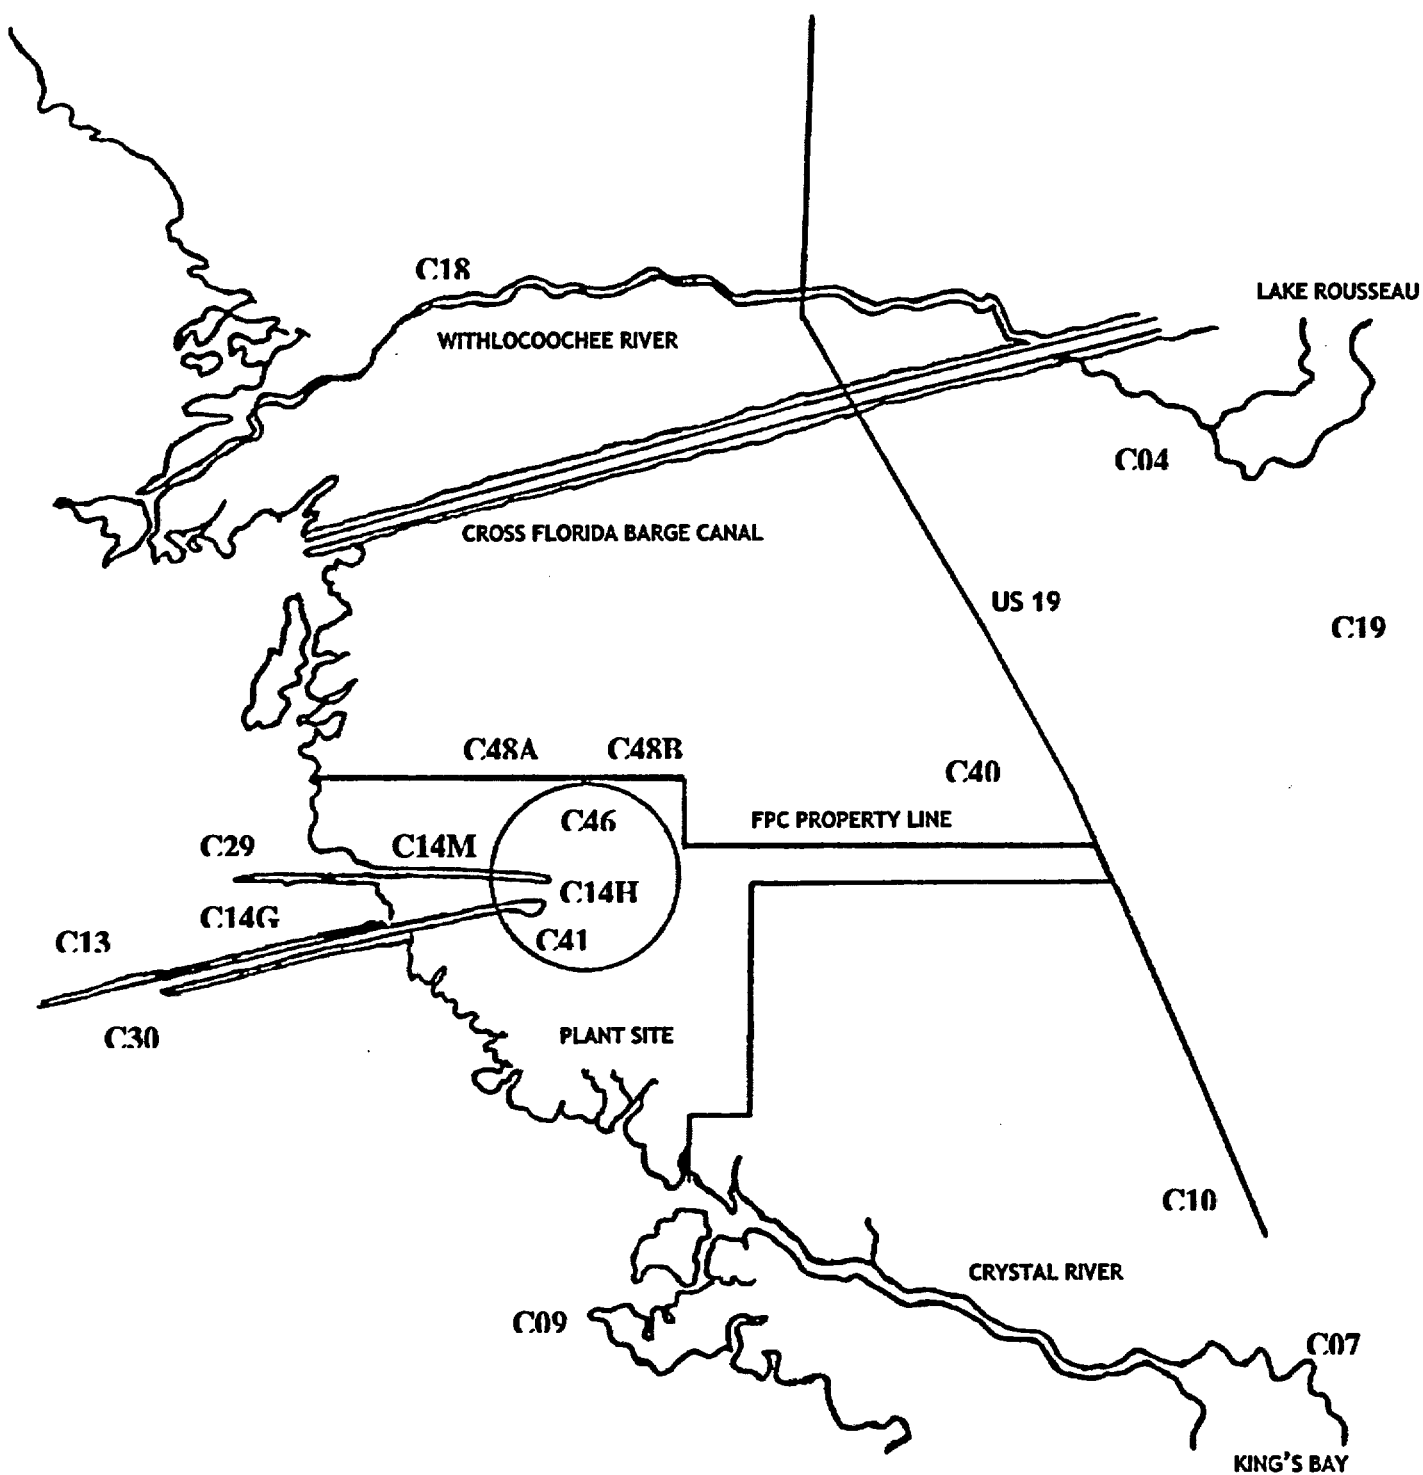 C18
LAKE ROUSSEAU
WITHLOCOOCHEE RIVER
C04
CROSS FLORIDA BARGE CANAL
US 19
C19
C48A
C48B
C40
C46
FPC PROPERTY LINE
C29
C14M
C14H
C14G
C13
C41
C30
PLANT SITE
C10
CRYSTAL RIVER
C09
C07
KING'S BAY